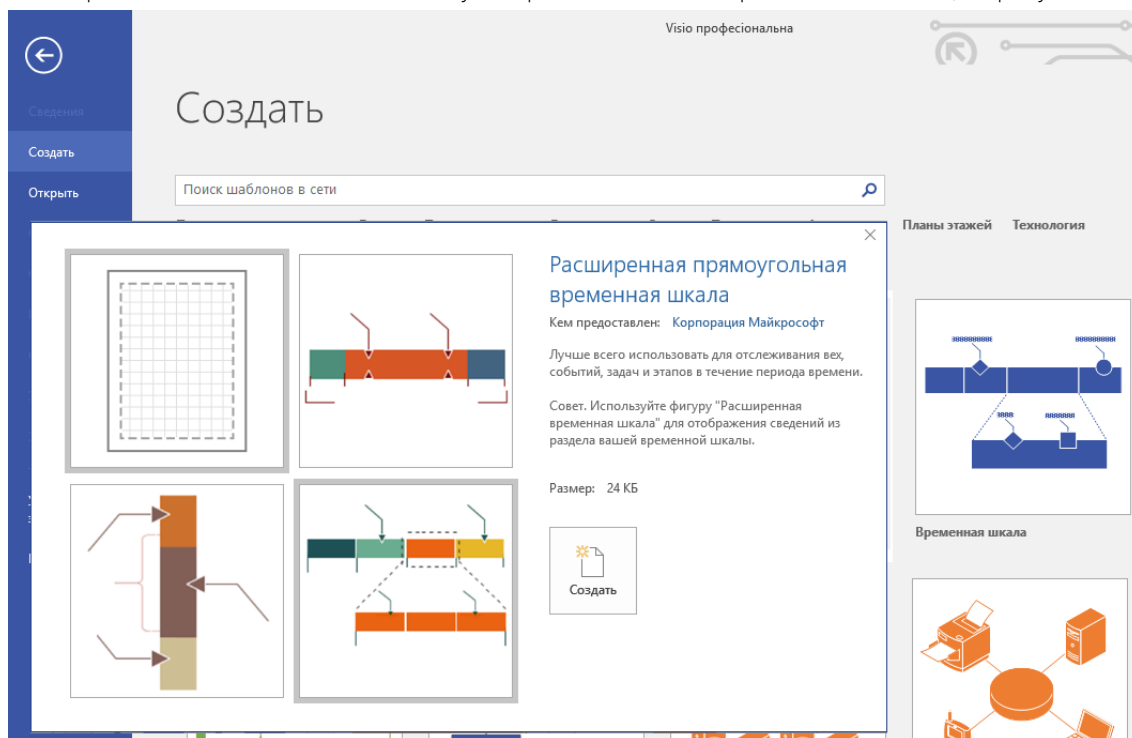 Visio професіональна
Сведения
Создать
Создать
Открыть
Поиск шаблонов в сети
Планы этажей Технология
Расширенная прямоугольная
временная шкала
Кем предоставлен: Корпорация Майкрософт
Лучше всего использовать для отслеживания вех,
событий, задач и этапов в течение периода времени.
Совет. Используйте фигуру "Расширенная
временная шкала" для отображения сведений из
раздела вашей временной шкалы.
Размер: 24 КБ
Создать
Временная шкала